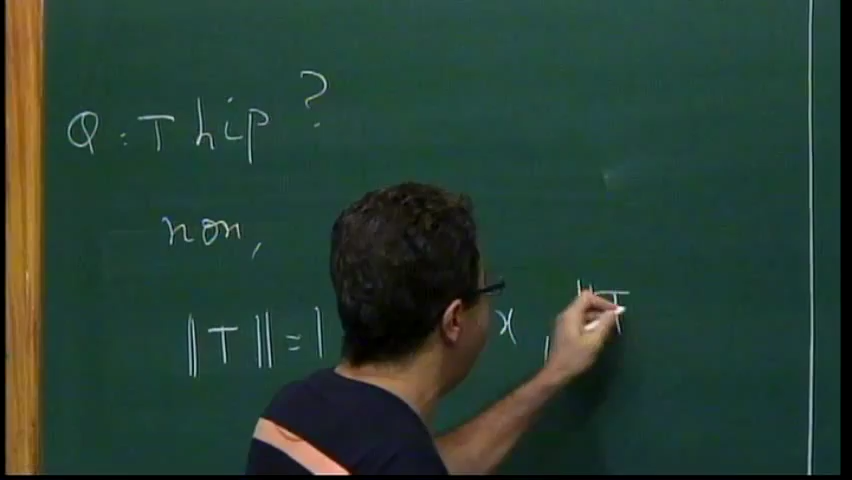 Q : T hip ?
non,
‖T‖ = 1 x , ‖T